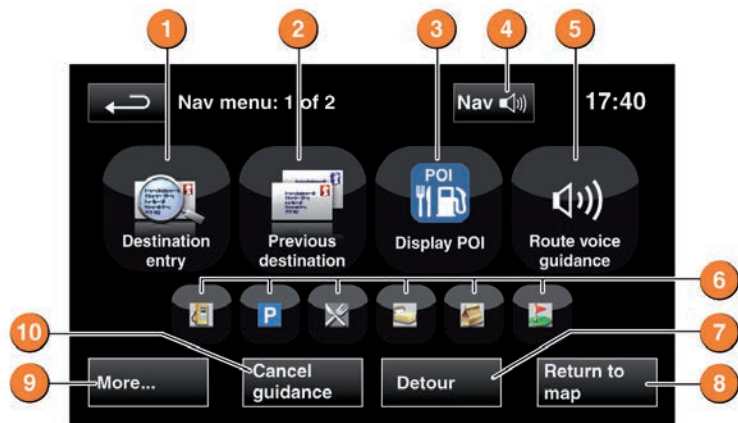 1
2
3
4
5
Nav menu: 1 of 2
Nav
17:40
POI
Destination
entry
Previous
destination
Display POI
Route voice
guidance
6
P
10
7
More...
Cancel
guidance
Detour
Return to
map
9
8